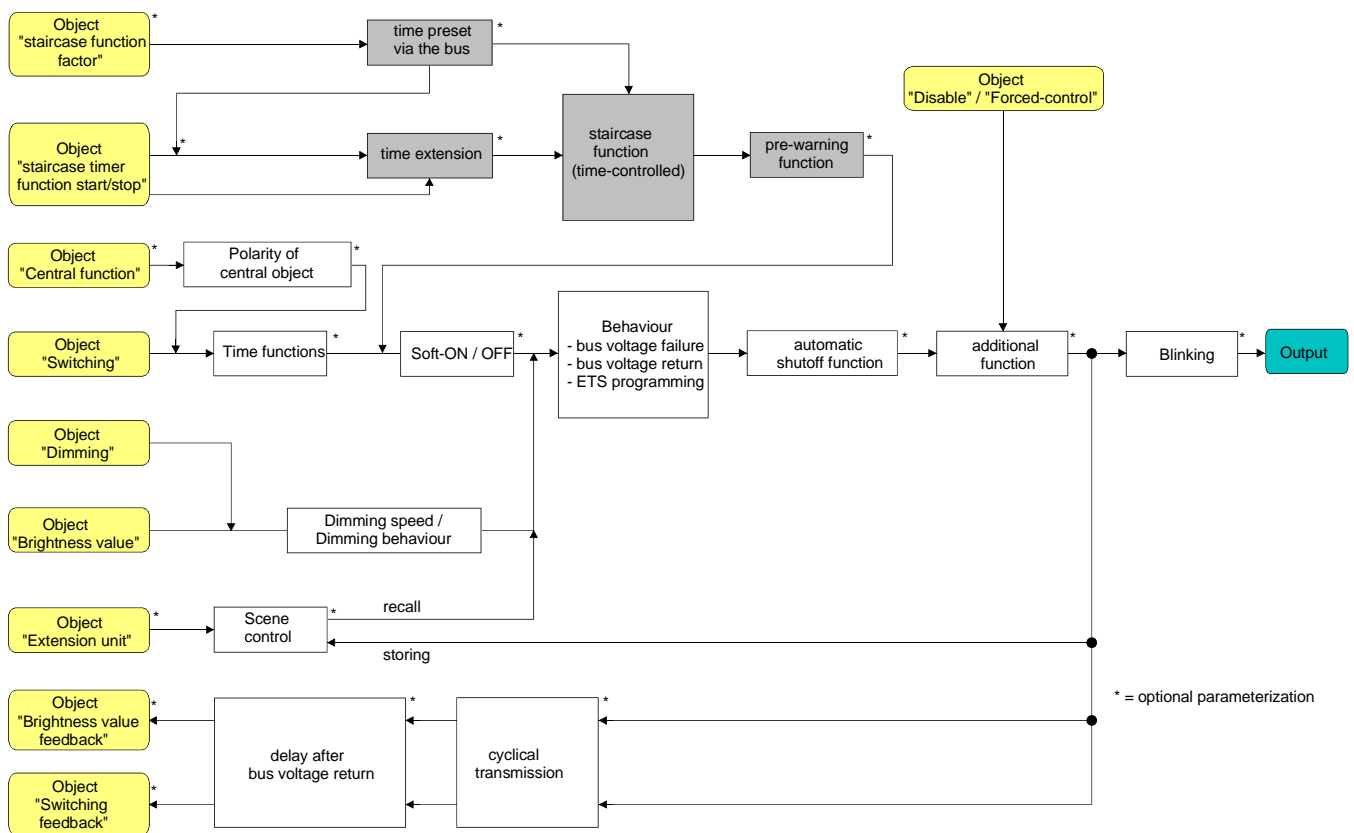 Object
"staircase function
factor"
*
time preset
via the bus
*
Object
"Disable" / "Forced-control"
Object
"staircase timer
function start/stop"
*
time extension
*
staircase
function
(time-controlled)
pre-warning
function
*
Object
"Central function"
*
Polarity of
central object
*
Object
"Switching"
Time functions
*
Soft-ON / OFF
*
Behaviour
- bus voltage failure
- bus voltage return
- ETS programming
automatic
shutoff function
*
additional
function
*
Blinking
*
Output
Object
"Dimming"
Object
"Brightness value"
Dimming speed /
Dimming behaviour
Object
"Extension unit"
*
Scene
control
*
recall
storing
Object
"Brightness value
feedback"
*
delay after
bus voltage return
*
cyclical
transmission
*
* = optional parameterization
Object
"Switching
feedback"
*